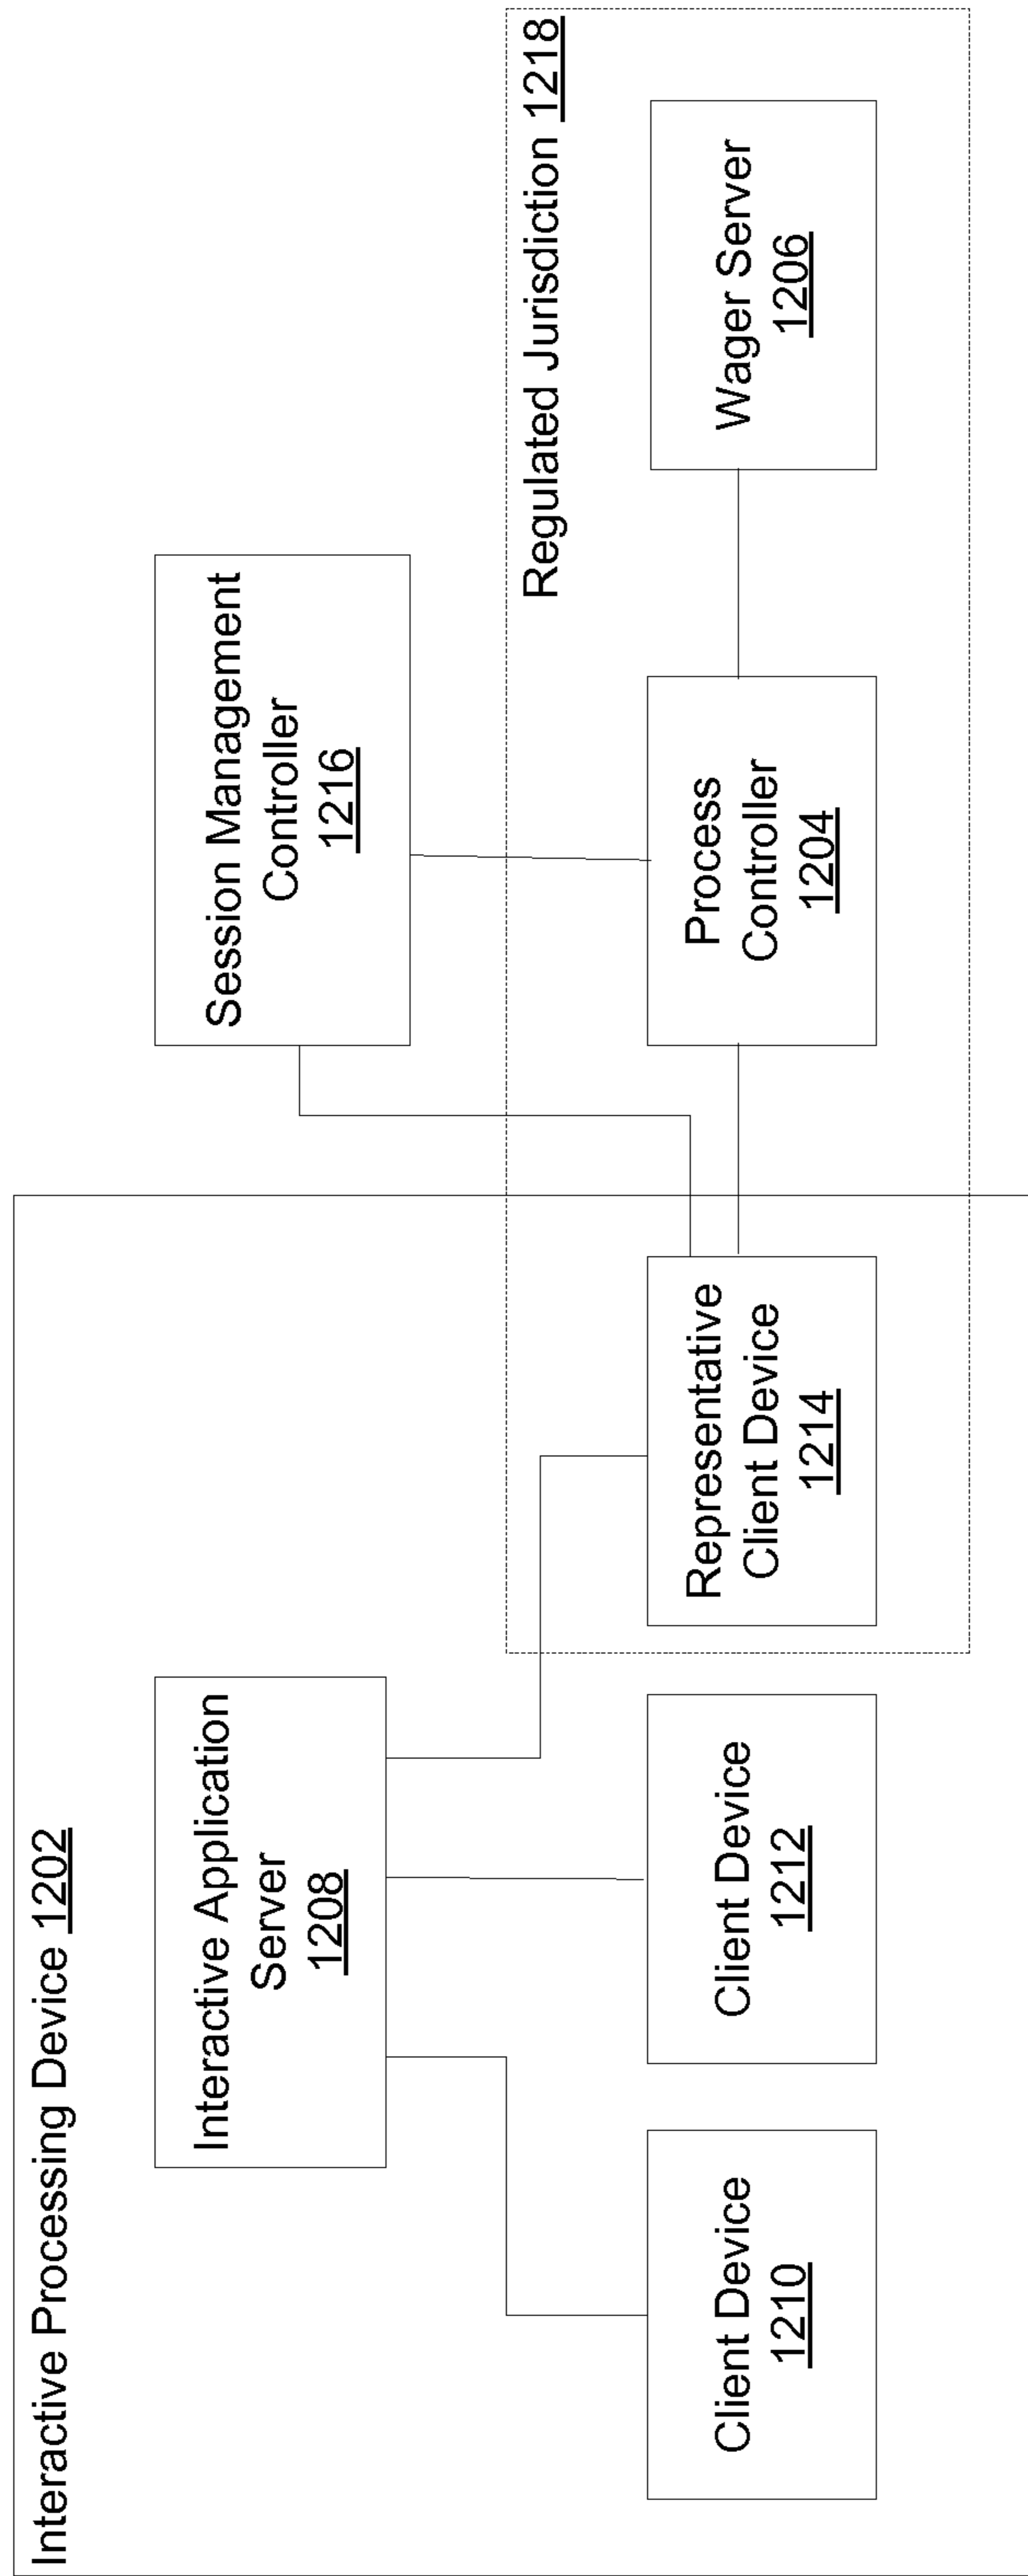 Interactive Processing Device 1202
Interactive Application
Server
1208
Session Management
Controller
1216
Regulated Jurisdiction 1218
Client Device
1210
Client Device
1212
Representative
Client Device
1214
Process
Controller
1204
Wager Server
1206